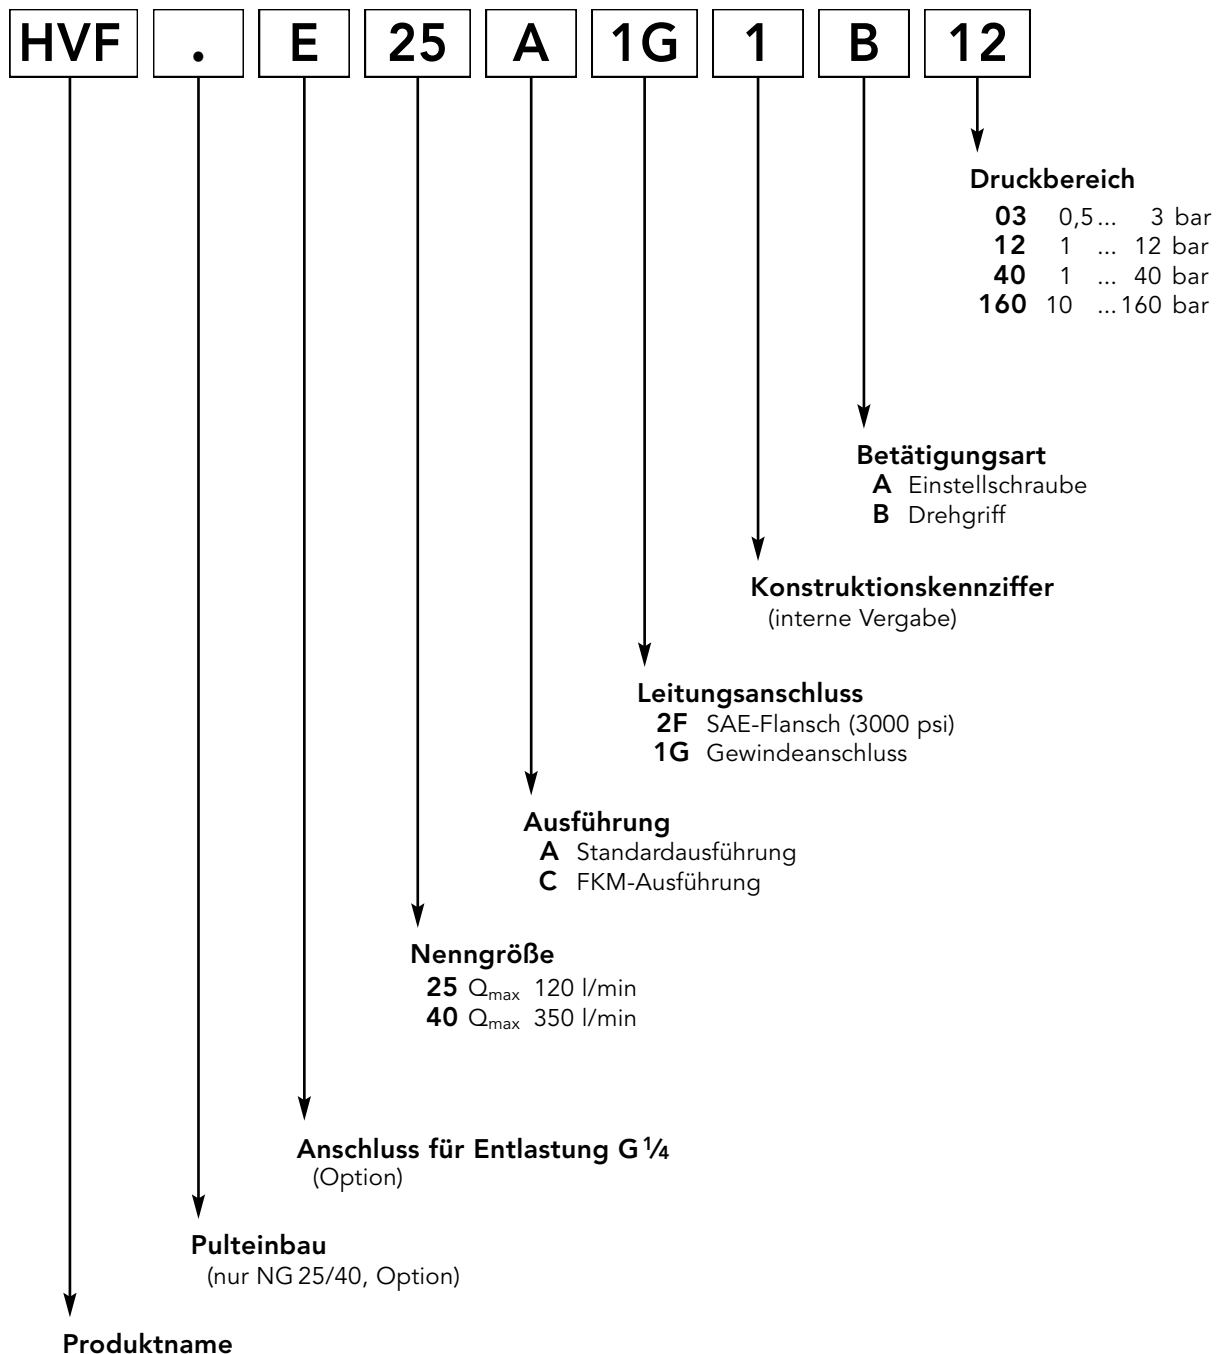 HVF . E 25 A 1G 1 B 12
Druckbereich
03 0,5 ... 3 bar
12 1 ... 12 bar
40 1 ... 40 bar
160 10 ... 160 bar
Betätigungsart
A Einstellschraube
B Drehgriff
Konstruktionskennziffer
(interne Vergabe)
Leitungsanschluss
2F SAE-Flansch (3000 psi)
1G Gewindeanschluss
Ausführung
A Standardausführung
C FKM-Ausführung
Nenngröße
25 Qmax 120 l/min
40 Qmax 350 l/min
Anschluss für Entlastung G ¼
(Option)
Pulteinbau
(nur NG 25/40, Option)
Produktname